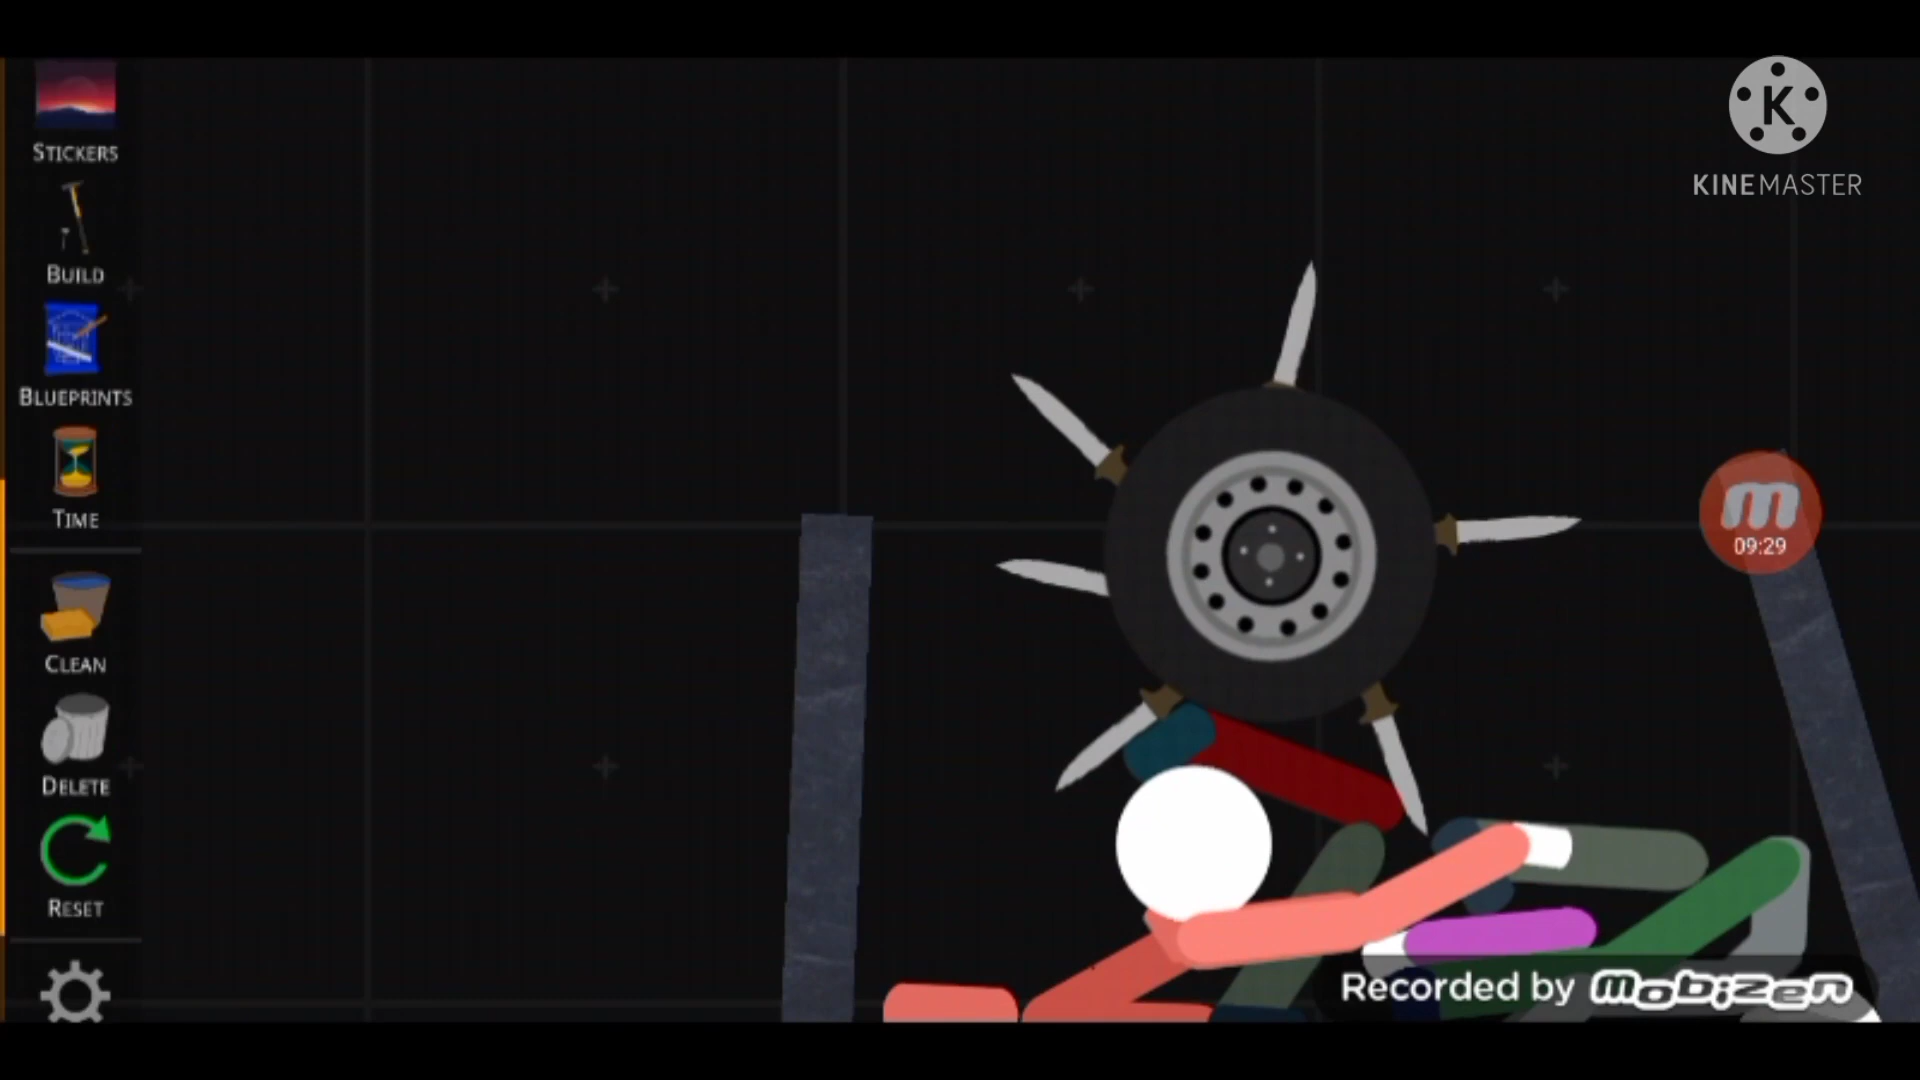 STICKERS
BUILD
BLUEPRINTS
TIME
CLEAN
DELETE
RESET
K
KINEMASTER
m
09:29
Recorded by mobizen